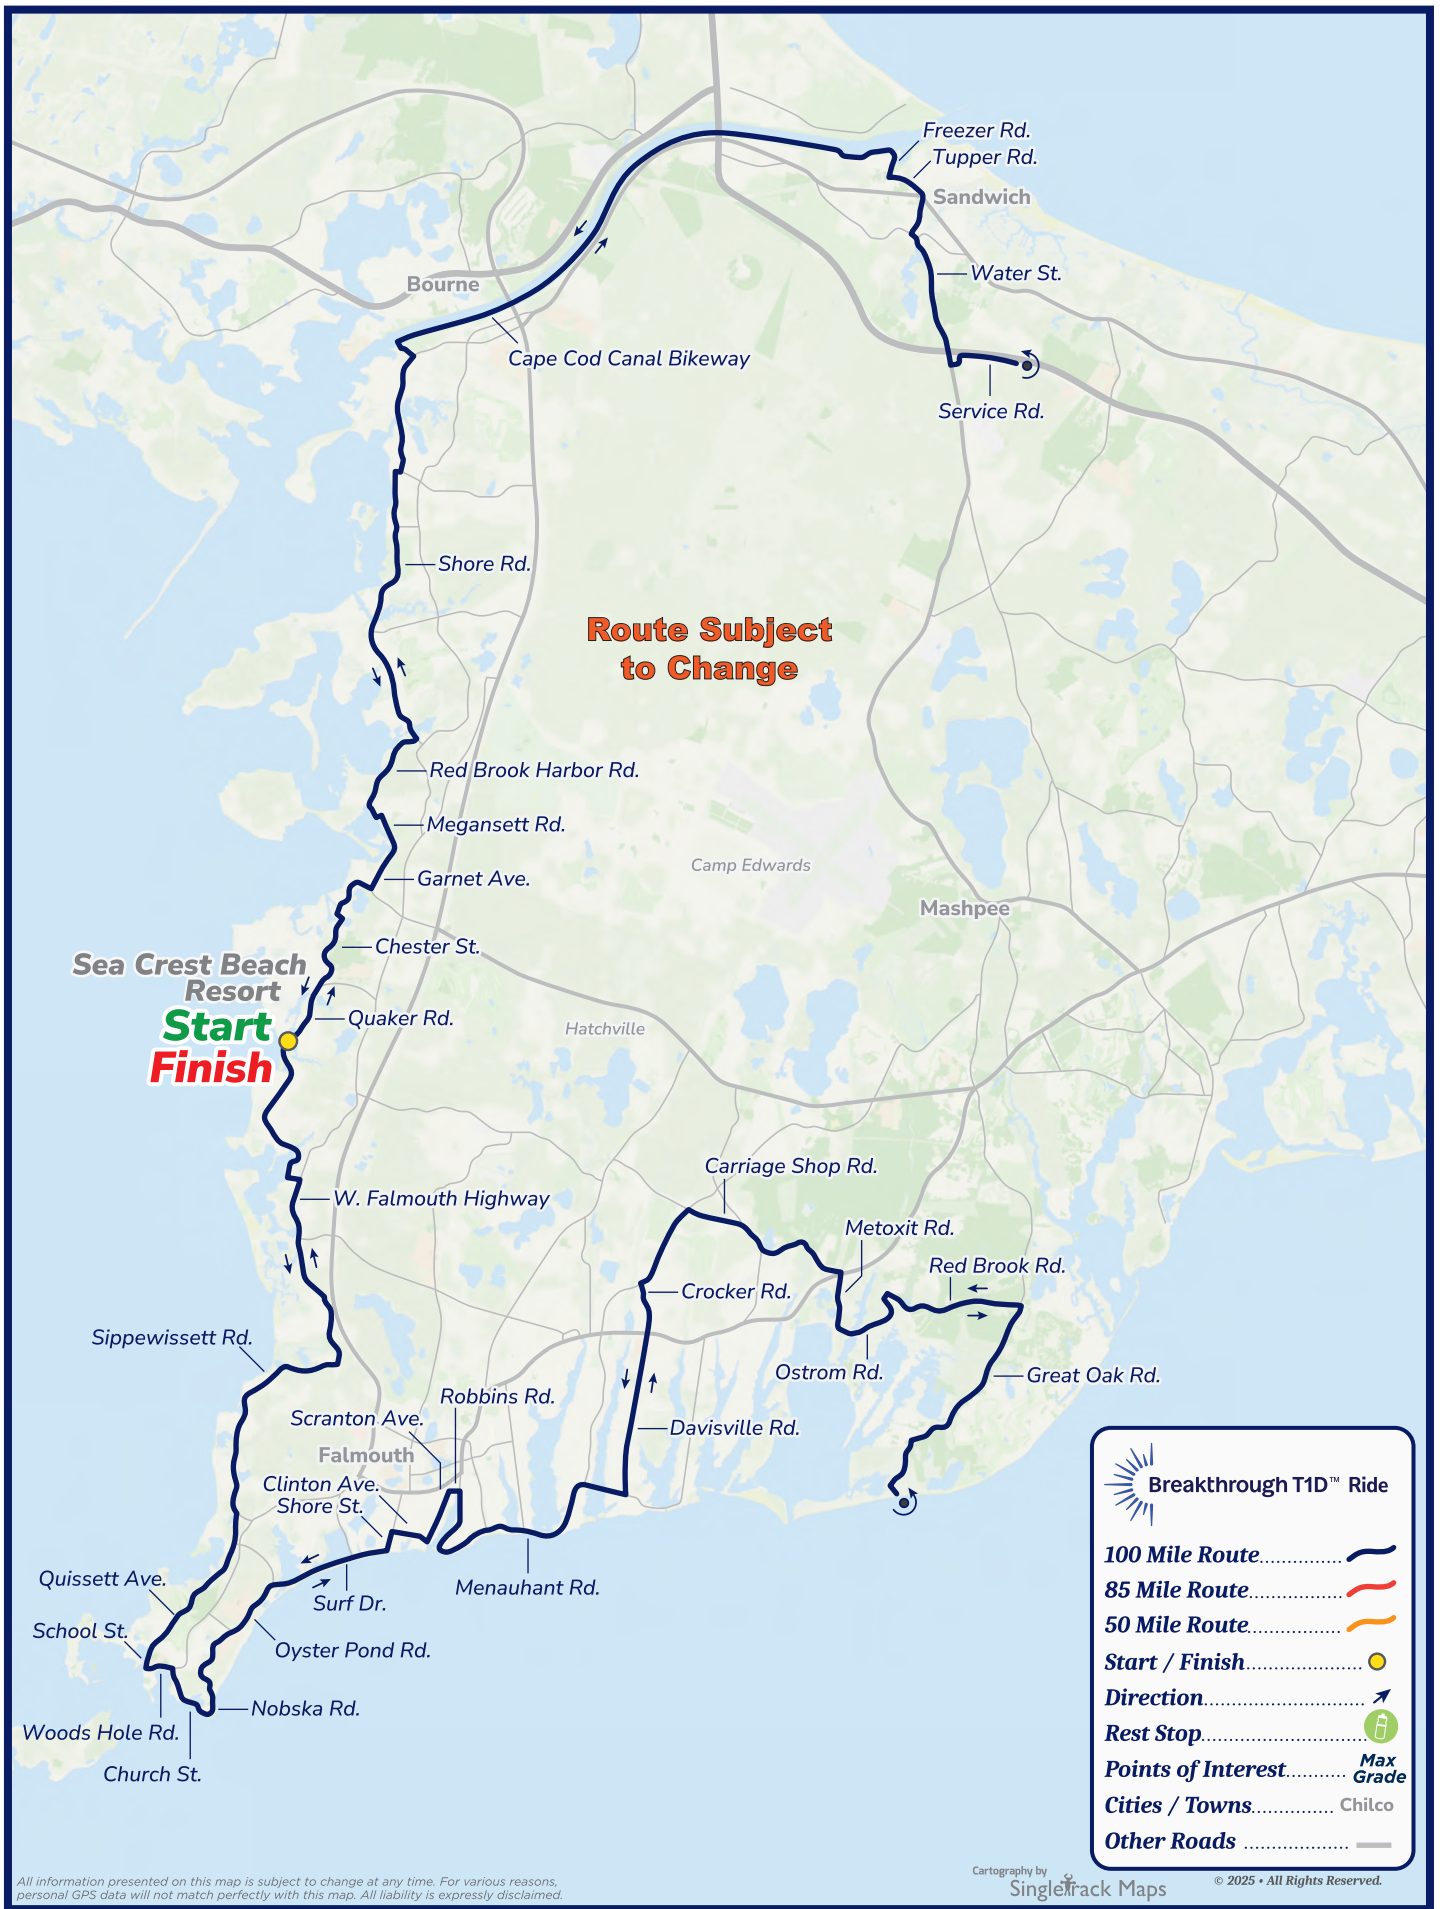 Freezer Rd.
Tupper Rd.
Sandwich
Water St.
Bourne
Cape Cod Canal Bikeway
Service Rd.
Shore Rd.
Route Subject
to Change
Red Brook Harbor Rd.
Megansett Rd.
Camp Edwards
Garnet Ave.
Mashpee
Chester St.
Sea Crest Beach
Resort
Quaker Rd.
Start
Finish
Hatchville
Carriage Shop Rd.
W. Falmouth Highway
Metoxit Rd.
Red Brook Rd.
Crocker Rd.
Sippewissett Rd.
Ostrom Rd.
Great Oak Rd.
Robbins Rd.
Scranton Ave.
Davisville Rd.
Falmouth
Clinton Ave.
Shore St.
Quissett Ave.
Menauhant Rd.
Surf Dr.
School St.
Oyster Pond Rd.
Nobska Rd.
Woods Hole Rd.
Church St.
Breakthrough T1D™ Ride
100 Mile Route
85 Mile Route
50 Mile Route
Start / Finish
Direction
Rest Stop
Points of Interest Max
Grade
Cities / Towns Chilco
Other Roads
All information presented on this map is subject to change at any time. For various reasons,
personal GPS data will not match perfectly with this map. All liability is expressly disclaimed.
Cartography by
SingleTrack Maps
© 2025 • All Rights Reserved.